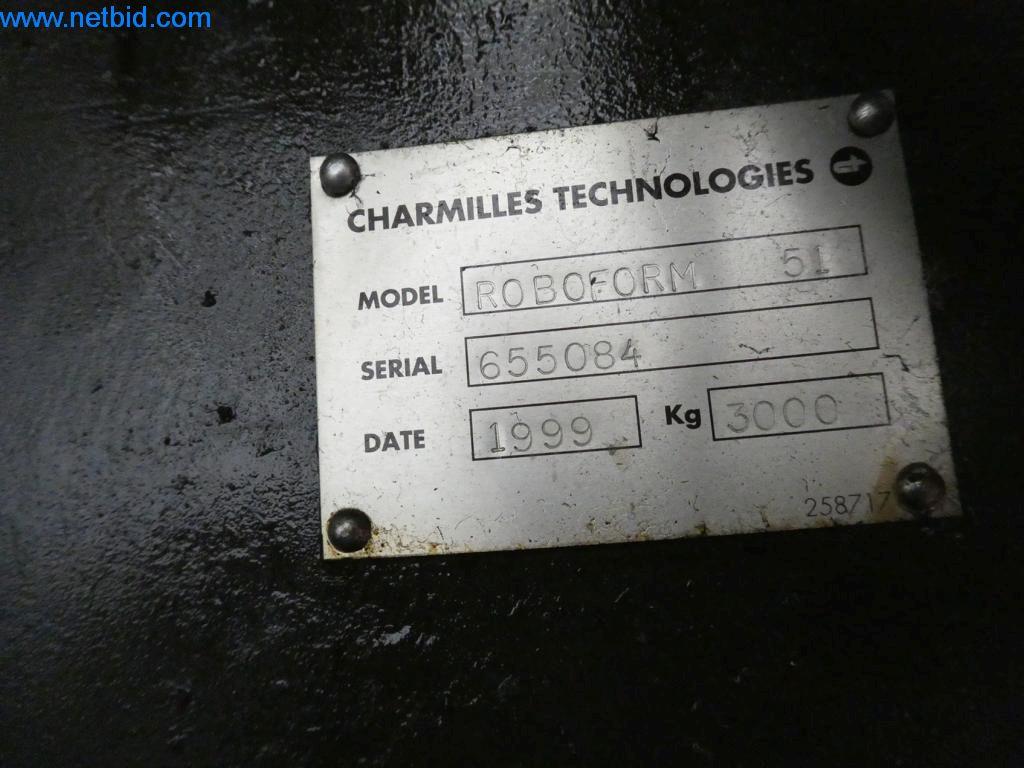 www.netbid.com
CHARMILLES TECHNOLOGIES
MODEL ROBOFORM 51
SERIAL 655084
DATE 1999 Kg 3000
258717